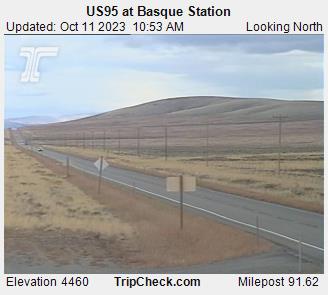 US95 at Basque Station
Updated: Oct 11 2023 10:53 AM Looking North
Elevation 4460 TripCheck.com Milepost 91.62